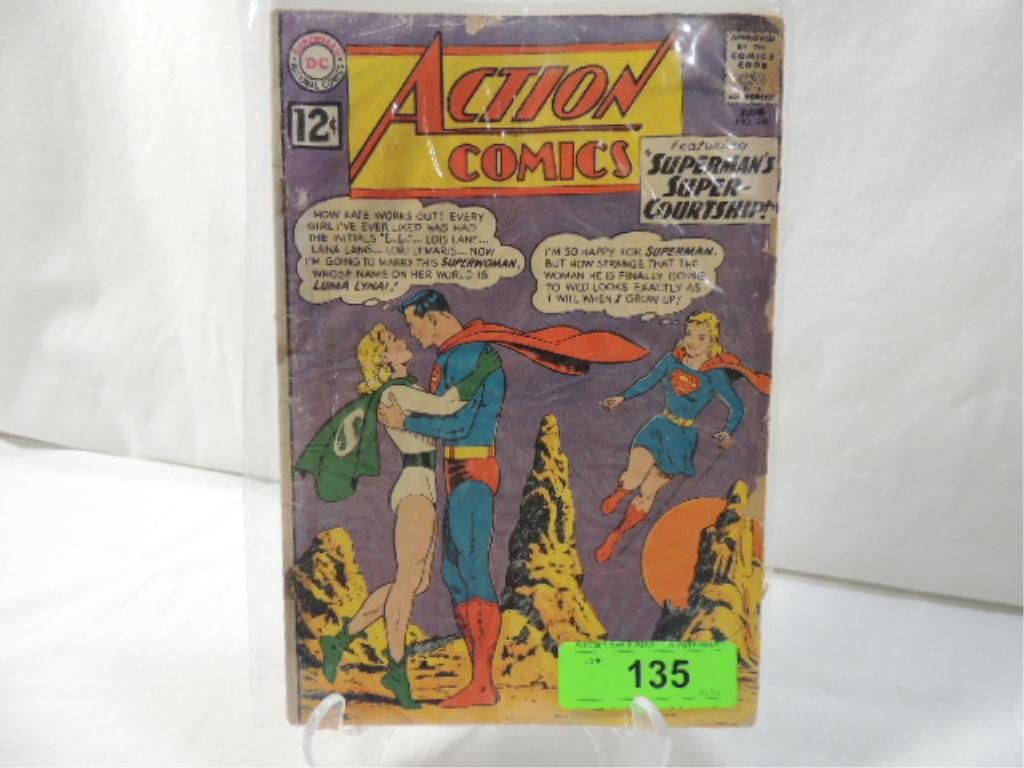 SUPERMAN
DC
NATIONAL COMICS
12¢
ACTION
COMICS
APPROVED
BY THE
COMICS
CODE
AUTHORITY
JUNE
Featuring
"SUPERMAN'S
SUPER-
COURTSHIP!"
HOW FATE WORKS OUT! EVERY
GIRL I'VE EVER LIKED HAS HAD
THE INITIALS "L.L."... LOIS LANE...
LANA LANG... LORI LEMARIS... NOW
I'M GOING TO MARRY THIS SUPERWOMAN,
WHOSE NAME ON HER WORLD IS
LUMA LYNAI!
I'M SO HAPPY FOR SUPERMAN.
BUT HOW STRANGE THAT THE
WOMAN HE IS FINALLY GOING
TO WED LOOKS EXACTLY AS
I WILL WHEN I GROW UP!
S
S
135